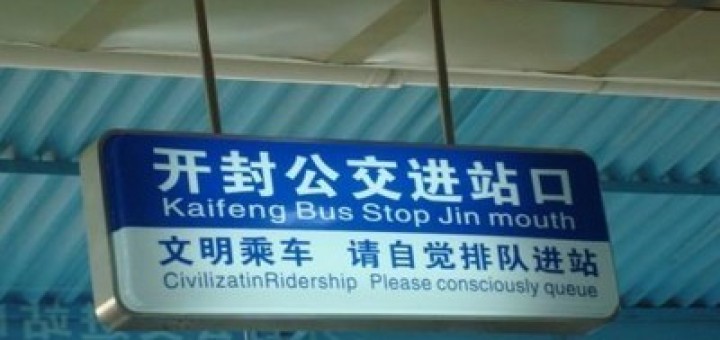 开封公交进站口
Kaifeng Bus Stop Jin mouth
文明乘车 请自觉排队进站
CivilizatinRidership Please consciously queue